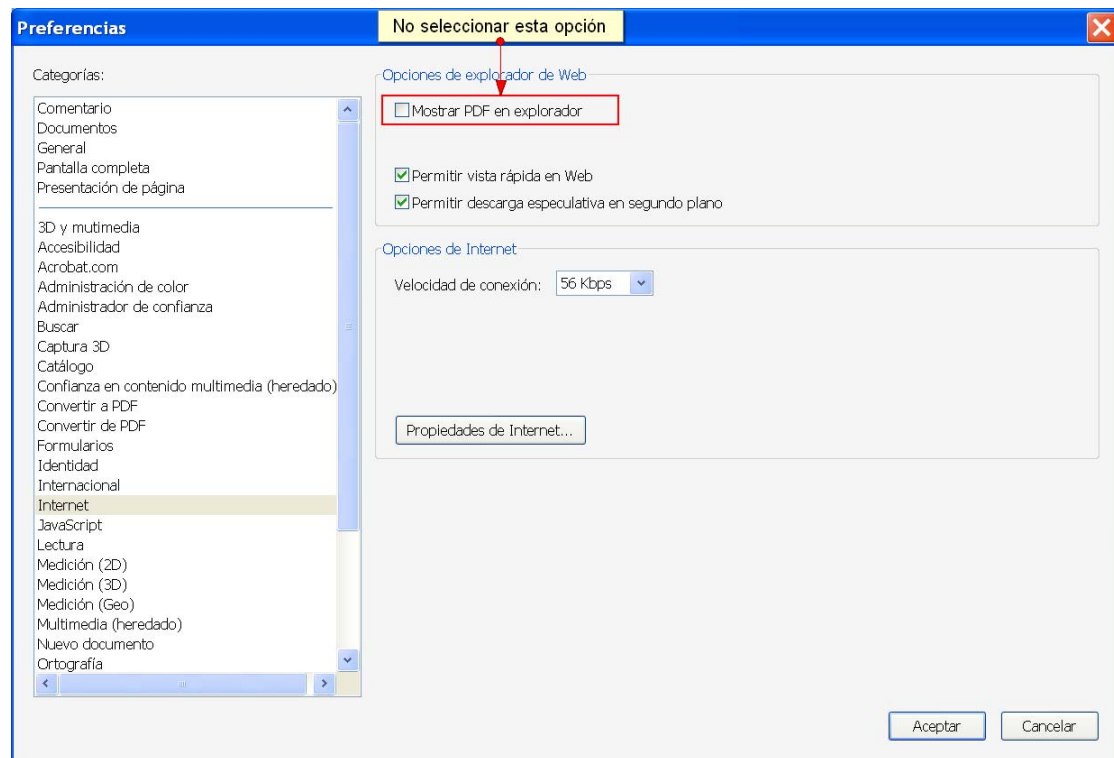 Preferencias
No seleccionar esta opción
Categorías:
Comentario
Documentos
General
Pantalla completa
Presentación de página
3D y mutimedia
Accesibilidad
Acrobat.com
Administración de color
Administrador de confianza
Buscar
Captura 3D
Catálogo
Confianza en contenido multimedia (heredado)
Convertir a PDF
Convertir de PDF
Formularios
Identidad
Internacional
Internet
JavaScript
Lectura
Medición (2D)
Medición (3D)
Medición (Geo)
Multimedia (heredado)
Nuevo documento
Ortografía
Opciones de explorador de Web
Mostrar PDF en explorador
Permitir vista rápida en Web
Permitir descarga especulativa en segundo plano
Opciones de Internet
Velocidad de conexión: 56 Kbps
Propiedades de Internet...
Aceptar Cancelar